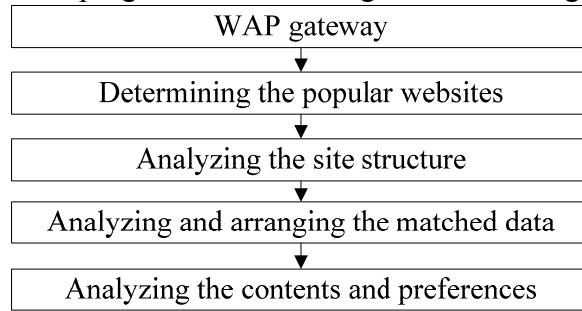 WAP gateway
Determining the popular websites
Analyzing the site structure
Analyzing and arranging the matched data
Analyzing the contents and preferences